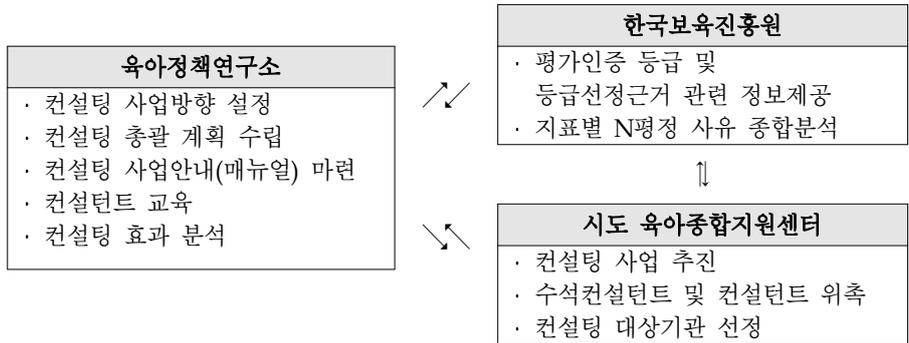 육아정책연구소
· 컨설팅 사업방향 설정
· 컨설팅 총괄 계획 수립
· 컨설팅 사업안내(매뉴얼) 마련
· 컨설턴트 교육
· 컨설팅 효과 분석
한국보육진흥원
· 평가인증 등급 및
등급선정근거 관련 정보제공
· 지표별 N평정 사유 종합분석
시도 육아종합지원센터
· 컨설팅 사업 추진
· 수석컨설턴트 및 컨설턴트 위촉
· 컨설팅 대상기관 선정